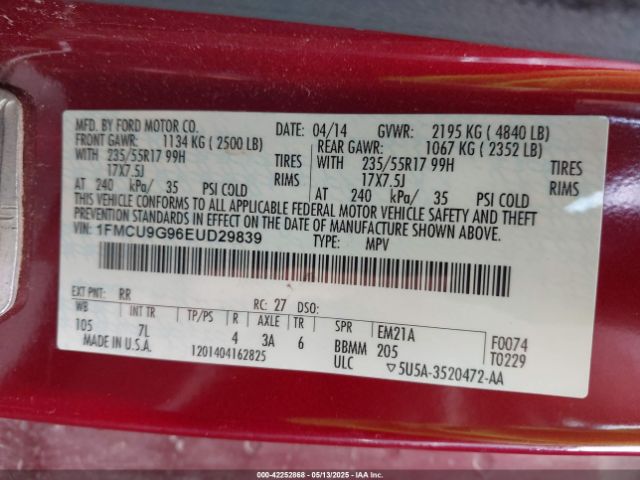 MFD. BY FORD MOTOR CO. DATE: 04/14 GVWR: 2195 KG ( 4840 LB)
FRONT GAWR: 1134 KG ( 2500 LB) REAR GAWR: 1067 KG ( 2352 LB)
WITH 235/55R17 99H TIRES WITH 235/55R17 99H TIRES
17X7.5J RIMS 17X7.5J RIMS
AT 240 kPa/ 35 PSI COLD AT 240 kPa/ 35 PSI COLD
THIS VEHICLE CONFORMS TO ALL APPLICABLE FEDERAL MOTOR VEHICLE SAFETY AND THEFT
PREVENTION STANDARDS IN EFFECT ON THE DATE OF MANUFACTURE SHOWN ABOVE.
VIN: 1FMCU9G96EUD29839 TYPE: MPV
EXT PNT: RR RC: 27 DSO:
WB INT TR TP/PS R AXLE TR SPR EM21A F0074
105 7L 4 3A 6 BBMM 205 T0229
MADE IN U.S.A. 1201404162825 ULC ▽5U5A-3520472-AA
000-42252868 - 05/13/2025 - IAAI.COM